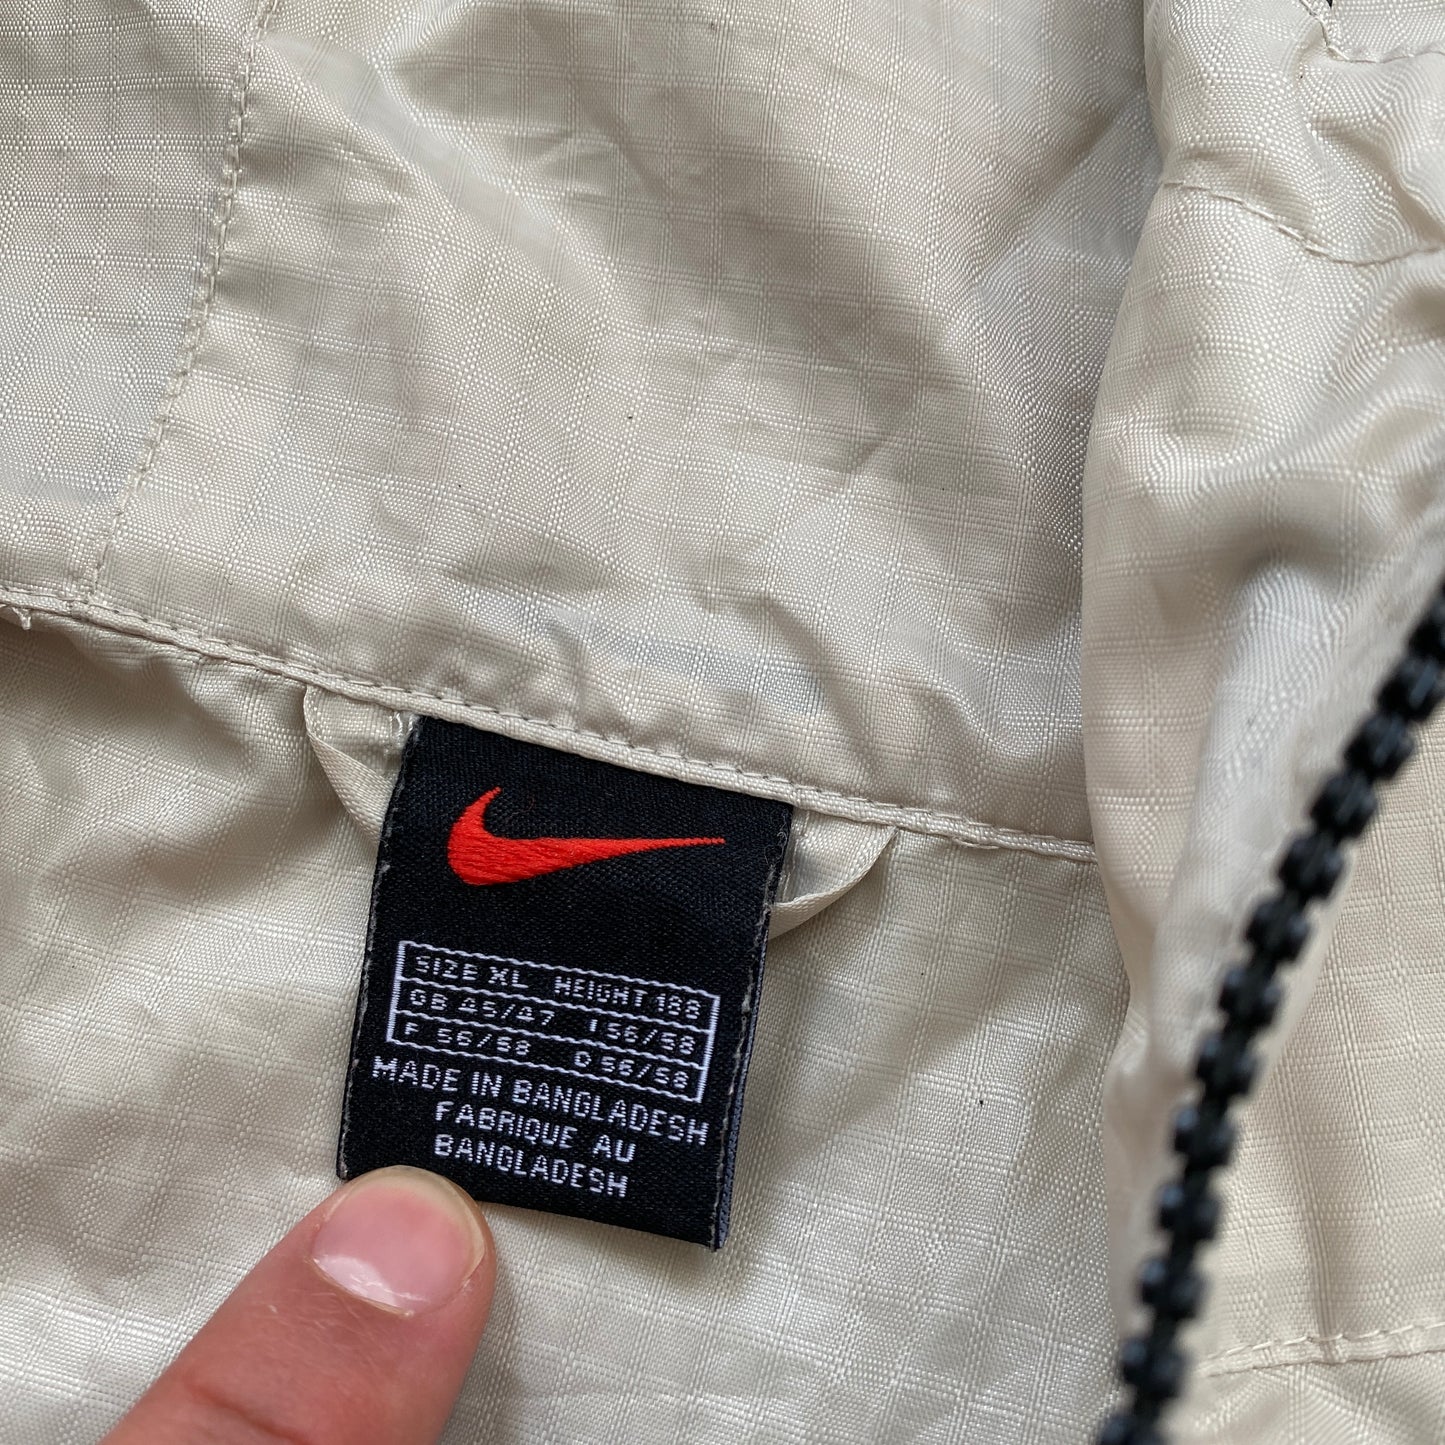 SIZE XL HEIGHT 188
GB 45/47 I 56/58
F 56/58 D 56/58
MADE IN BANGLADESH
FABRIQUE AU
BANGLADESH